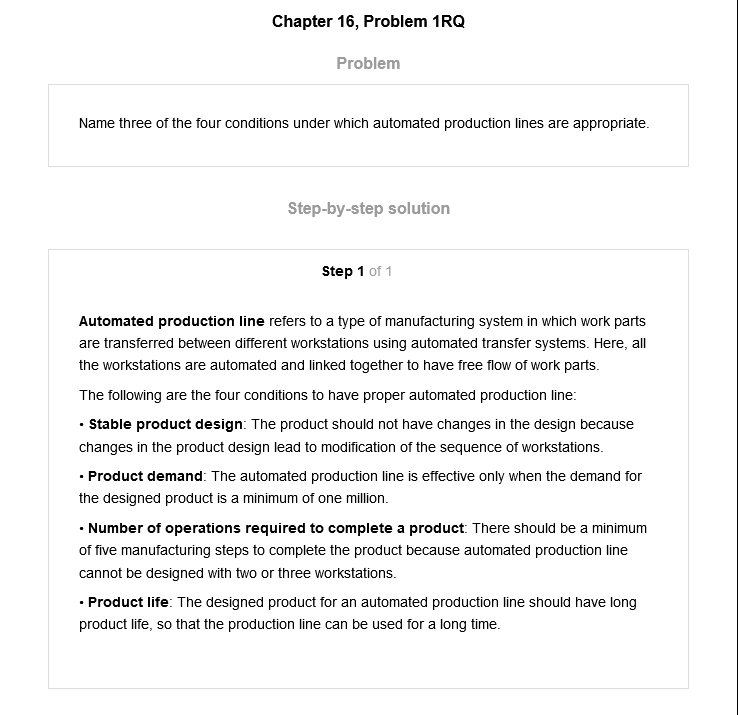 Chapter 16, Problem 1RQ
Problem
Name three of the four conditions under which automated production lines are appropriate.
Step-by-step solution
Step 1 of 1
Automated production line refers to a type of manufacturing system in which work parts
are transferred between different workstations using automated transfer systems. Here, all
the workstations are automated and linked together to have free flow of work parts.
The following are the four conditions to have proper automated production line:
• Stable product design: The product should not have changes in the design because
changes in the product design lead to modification of the sequence of workstations.
• Product demand: The automated production line is effective only when the demand for
the designed product is a minimum of one million.
• Number of operations required to complete a product: There should be a minimum
of five manufacturing steps to complete the product because automated production line
cannot be designed with two or three workstations.
• Product life: The designed product for an automated production line should have long
product life, so that the production line can be used for a long time.